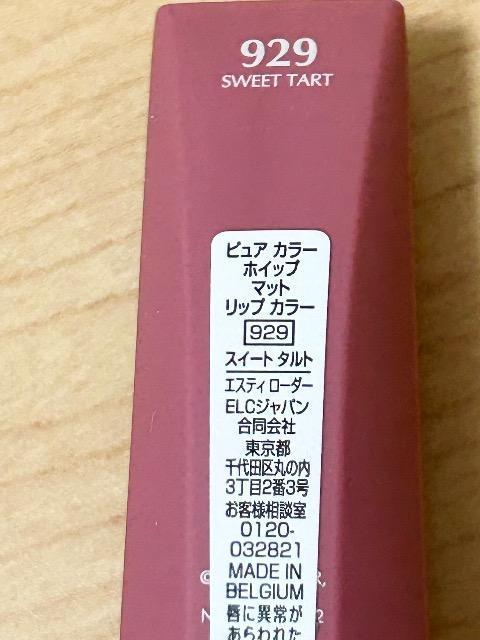 929
SWEET TART
ピュア カラー
ホイップ
マット
リップ カラー
929
スイート タルト
エスティ ローダー
ELCジャパン
合同会社
東京都
千代田区丸の内
3丁目2番3号
お客様相談室
0120-
032821
MADE IN
BELGIUM
唇に異常が
あらわれた